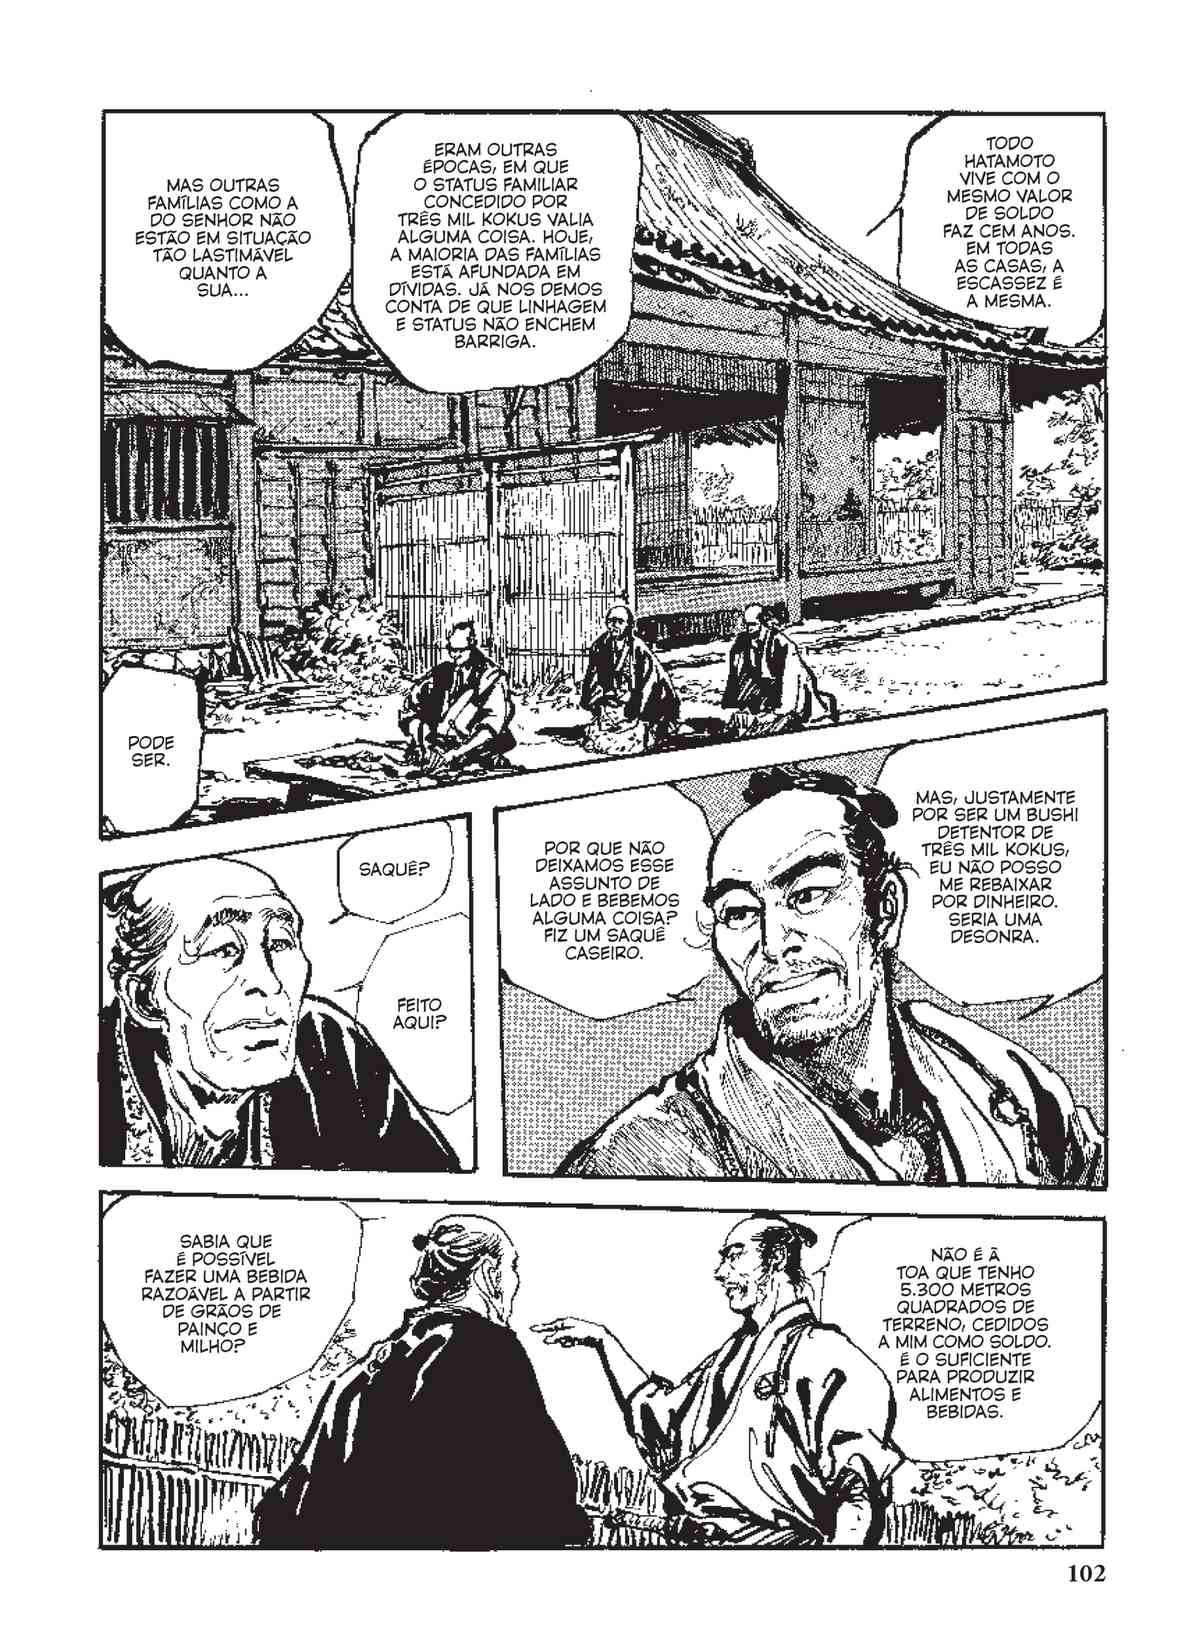 TODO
HATAMOTO
VIVE COM O
MESMO VALOR
DE SOLDO
FAZ CEM ANOS.
EM TODAS
AS CASAS, A
ESCASSEZ É
A MESMA.
ERAM OUTRAS
ÉPOCAS, EM QUE
O STATUS FAMILIAR
CONCEDIDO POR
TRÊS MIL KOKUS VALIA
ALGUMA COISA. HOJE,
A MAIORIA DAS FAMÍLIAS
ESTÁ AFUNDADA EM
DÍVIDAS. JÁ NOS DEMOS
CONTA DE QUE LINHAGEM
E STATUS NÃO ENCHEM
BARRIGA.
MAS OUTRAS
FAMÍLIAS COMO A
DO SENHOR NÃO
ESTÃO EM SITUAÇÃO
TÃO LASTIMÁVEL
QUANTO A
SUA...
PODE
SER.
MAS, JUSTAMENTE
POR SER UM BUSHI
DETENTOR DE
TRÊS MIL KOKUS,
EU NÃO POSSO
ME REBAIXAR
POR DINHEIRO.
SERIA UMA
DESONRA.
POR QUE NÃO
DEIXAMOS ESSE
ASSUNTO DE
LADO E BEBEMOS
ALGUMA COISA?
FIZ UM SAQUÊ
CASEIRO.
SAQUÊ?
FEITO
AQUI?
NÃO É À
TOA QUE TENHO
5.300 METROS
QUADRADOS DE
TERRENO, CEDIDOS
A MIM COMO SOLDO.
É O SUFICIENTE
PARA PRODUZIR
ALIMENTOS E
BEBIDAS.
SABIA QUE
É POSSÍVEL
FAZER UMA BEBIDA
RAZOÁVEL A PARTIR
DE GRÃOS DE
PAINÇO E
MILHO?
102